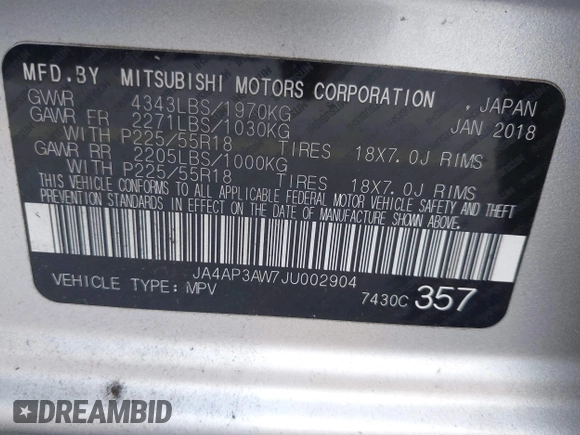 MFD.BY MITSUBISHI MOTORS CORPORATION , JAPAN
GVWR 4343LBS/1970KG JAN 2018
GAWR FR 2271LBS/1030KG
WITH P225/55R18 TIRES 18X7.0J RIMS
GAWR RR 2205LBS/1000KG
WITH P225/55R18 TIRES 18X7.0J RIMS
THIS VEHICLE CONFORMS TO ALL APPLICABLE FEDERAL MOTOR VEHICLE SAFETY AND THEFT
PREVENTION STANDARDS IN EFFECT ON THE DATE OF MANUFACTURE SHOWN ABOVE.
JA4AP3AW7JU002904
VEHICLE TYPE: MPV 7430C 357
DREAMBID